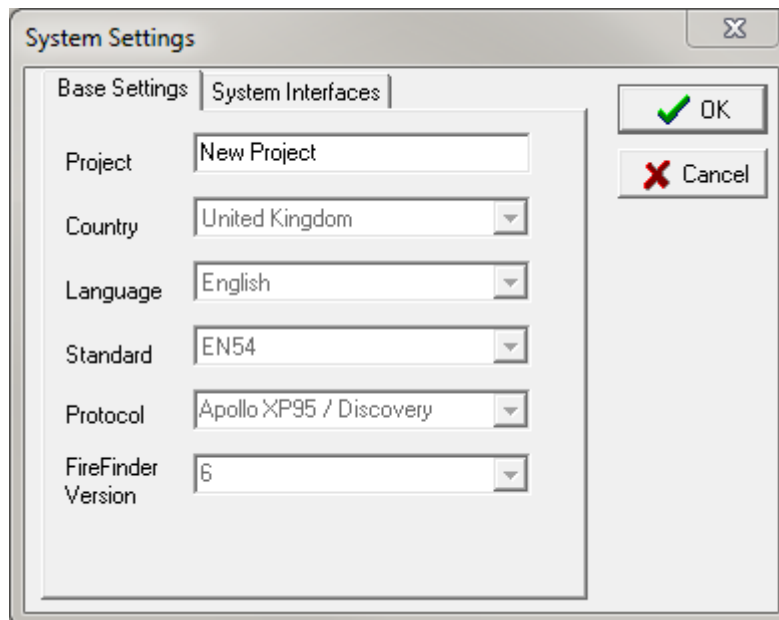 System Settings
Base Settings
System Interfaces
OK
Cancel
Project
New Project
Country
United Kingdom
Language
English
Standard
EN54
Protocol
Apollo XP95 / Discovery
FireFinder
Version
6